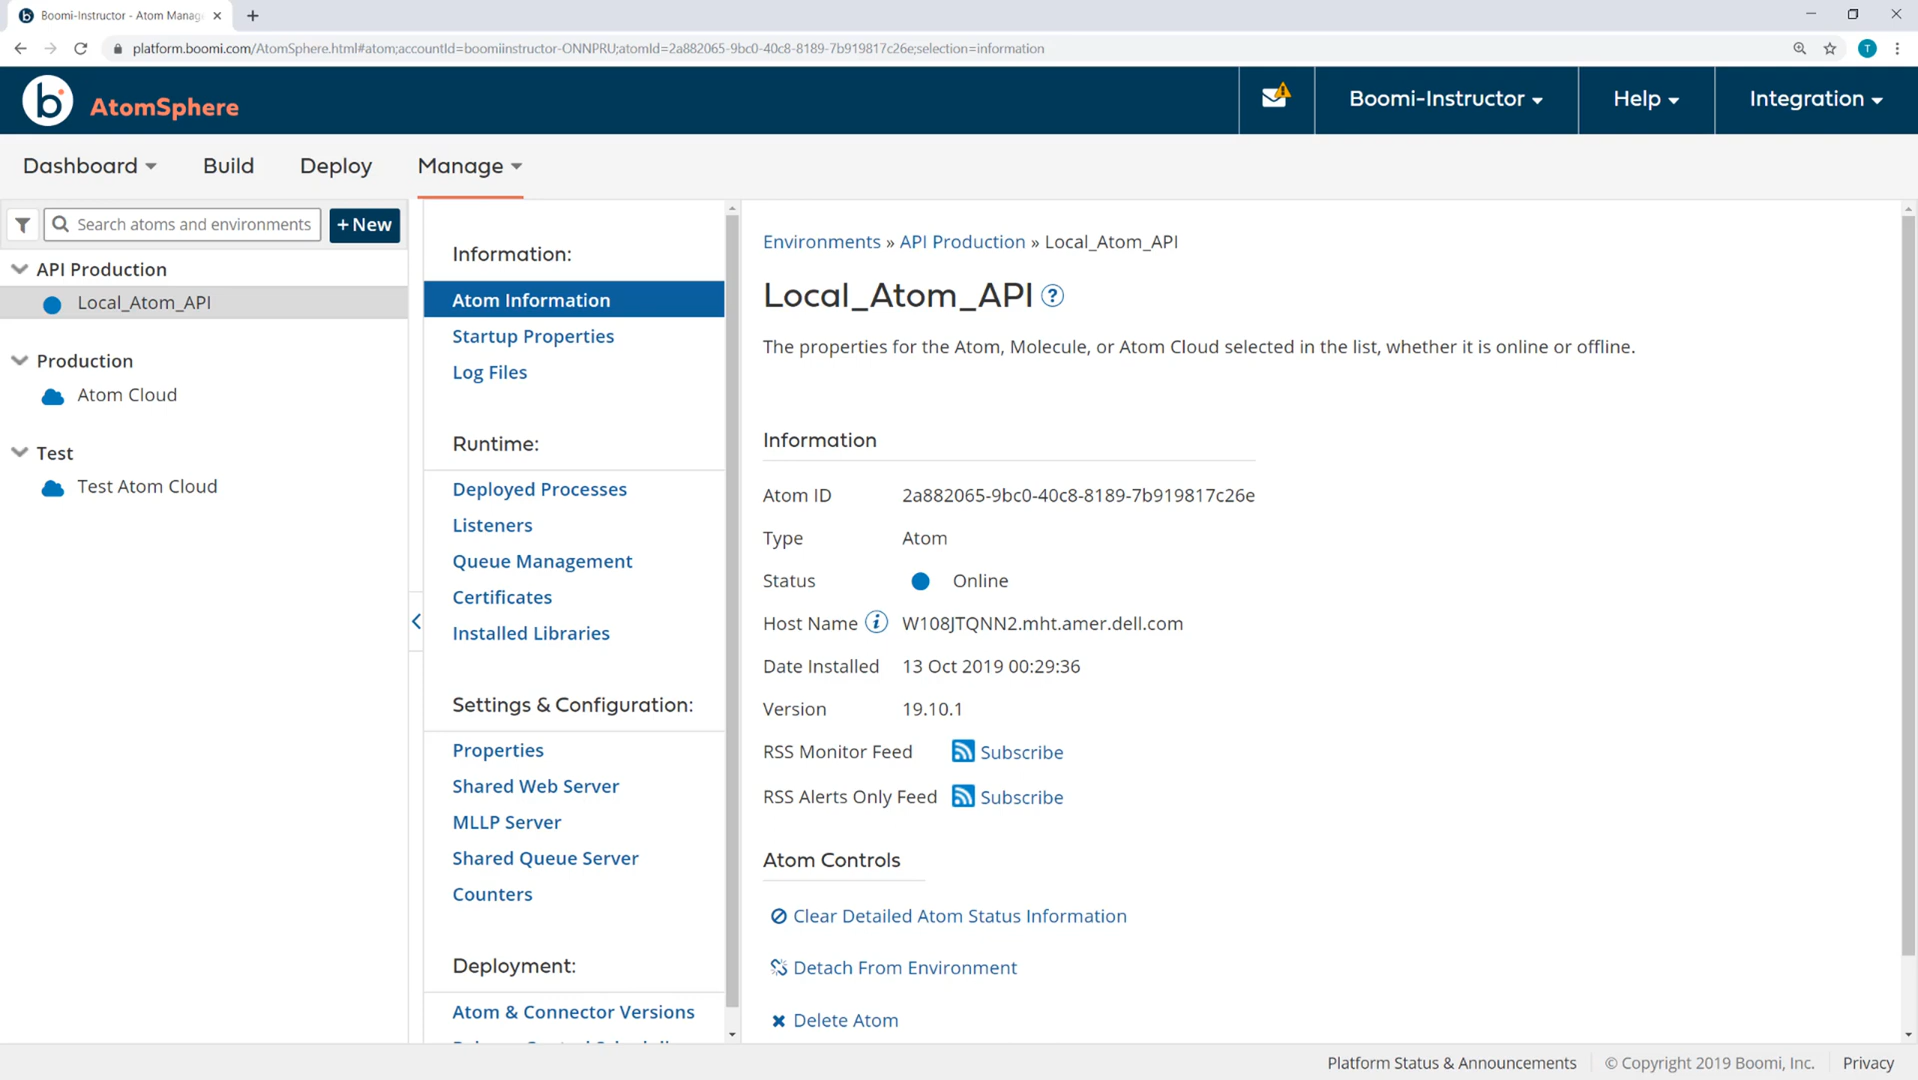 Boomi-Instructor - Atom Manag
platform.boomi.com/AtomSphere.html#atom;accountId=boomiinstructor-ONNPRU;atomId=2a882065-9bc0-40c8-8189-7b919817c26e;selection=information
T
b AtomSphere
Boomi-Instructor
Help
Integration
Dashboard
Build
Deploy
Manage
Search atoms and environments
+ New
API Production
Local_Atom_API
Production
Atom Cloud
Test
Test Atom Cloud
Information:
Atom Information
Startup Properties
Log Files
Runtime:
Deployed Processes
Listeners
Queue Management
Certificates
Installed Libraries
Settings & Configuration:
Properties
Shared Web Server
MLLP Server
Shared Queue Server
Counters
Deployment:
Atom & Connector Versions
Environments » API Production » Local_Atom_API
Local_Atom_API ?
The properties for the Atom, Molecule, or Atom Cloud selected in the list, whether it is online or offline.
Information
Atom ID 2a882065-9bc0-40c8-8189-7b919817c26e
Type Atom
Status Online
Host Name i W108JTQNN2.mht.amer.dell.com
Date Installed 13 Oct 2019 00:29:36
Version 19.10.1
RSS Monitor Feed Subscribe
RSS Alerts Only Feed Subscribe
Atom Controls
Clear Detailed Atom Status Information
Detach From Environment
Delete Atom
Platform Status & Announcements
© Copyright 2019 Boomi, Inc.
Privacy